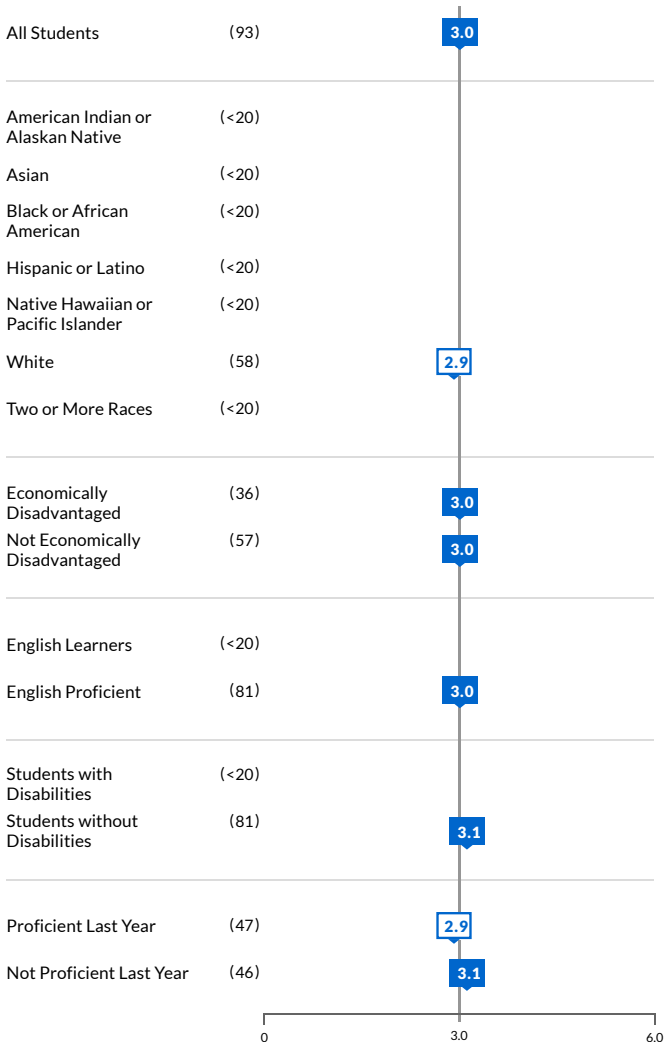 All Students (93) 3.0
American Indian or (<20)
Alaskan Native
Asian (<20)
Black or African (<20)
American
Hispanic or Latino (<20)
Native Hawaiian or (<20)
Pacific Islander
White (58) 2.9
Two or More Races (<20)
Economically (36) 3.0
Disadvantaged
Not Economically (57) 3.0
Disadvantaged
English Learners (<20)
English Proficient (81) 3.0
Students with (<20)
Disabilities
Students without (81) 3.1
Disabilities
Proficient Last Year (47) 2.9
Not Proficient Last Year (46) 3.1
0 3.0 6.0